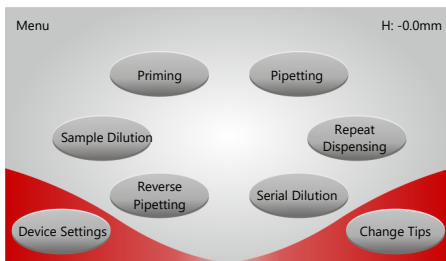 Menu
H: -0.0mm
Priming
Pipetting
Sample Dilution
Repeat
Dispensing
Reverse
Pipetting
Serial Dilution
Device Settings
Change Tips